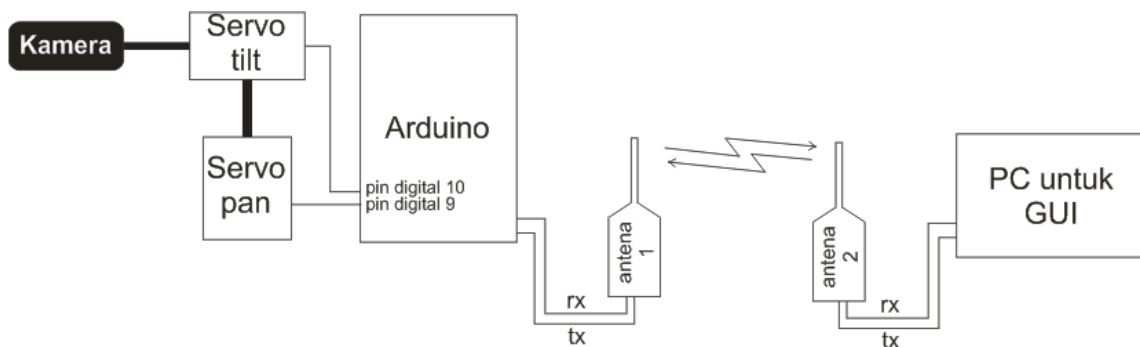 Kamera
Servo
tilt
Servo
pan
Arduino
pin digital 10
pin digital 9
antena
1
rx
tx
antena
2
rx
tx
PC untuk
GUI